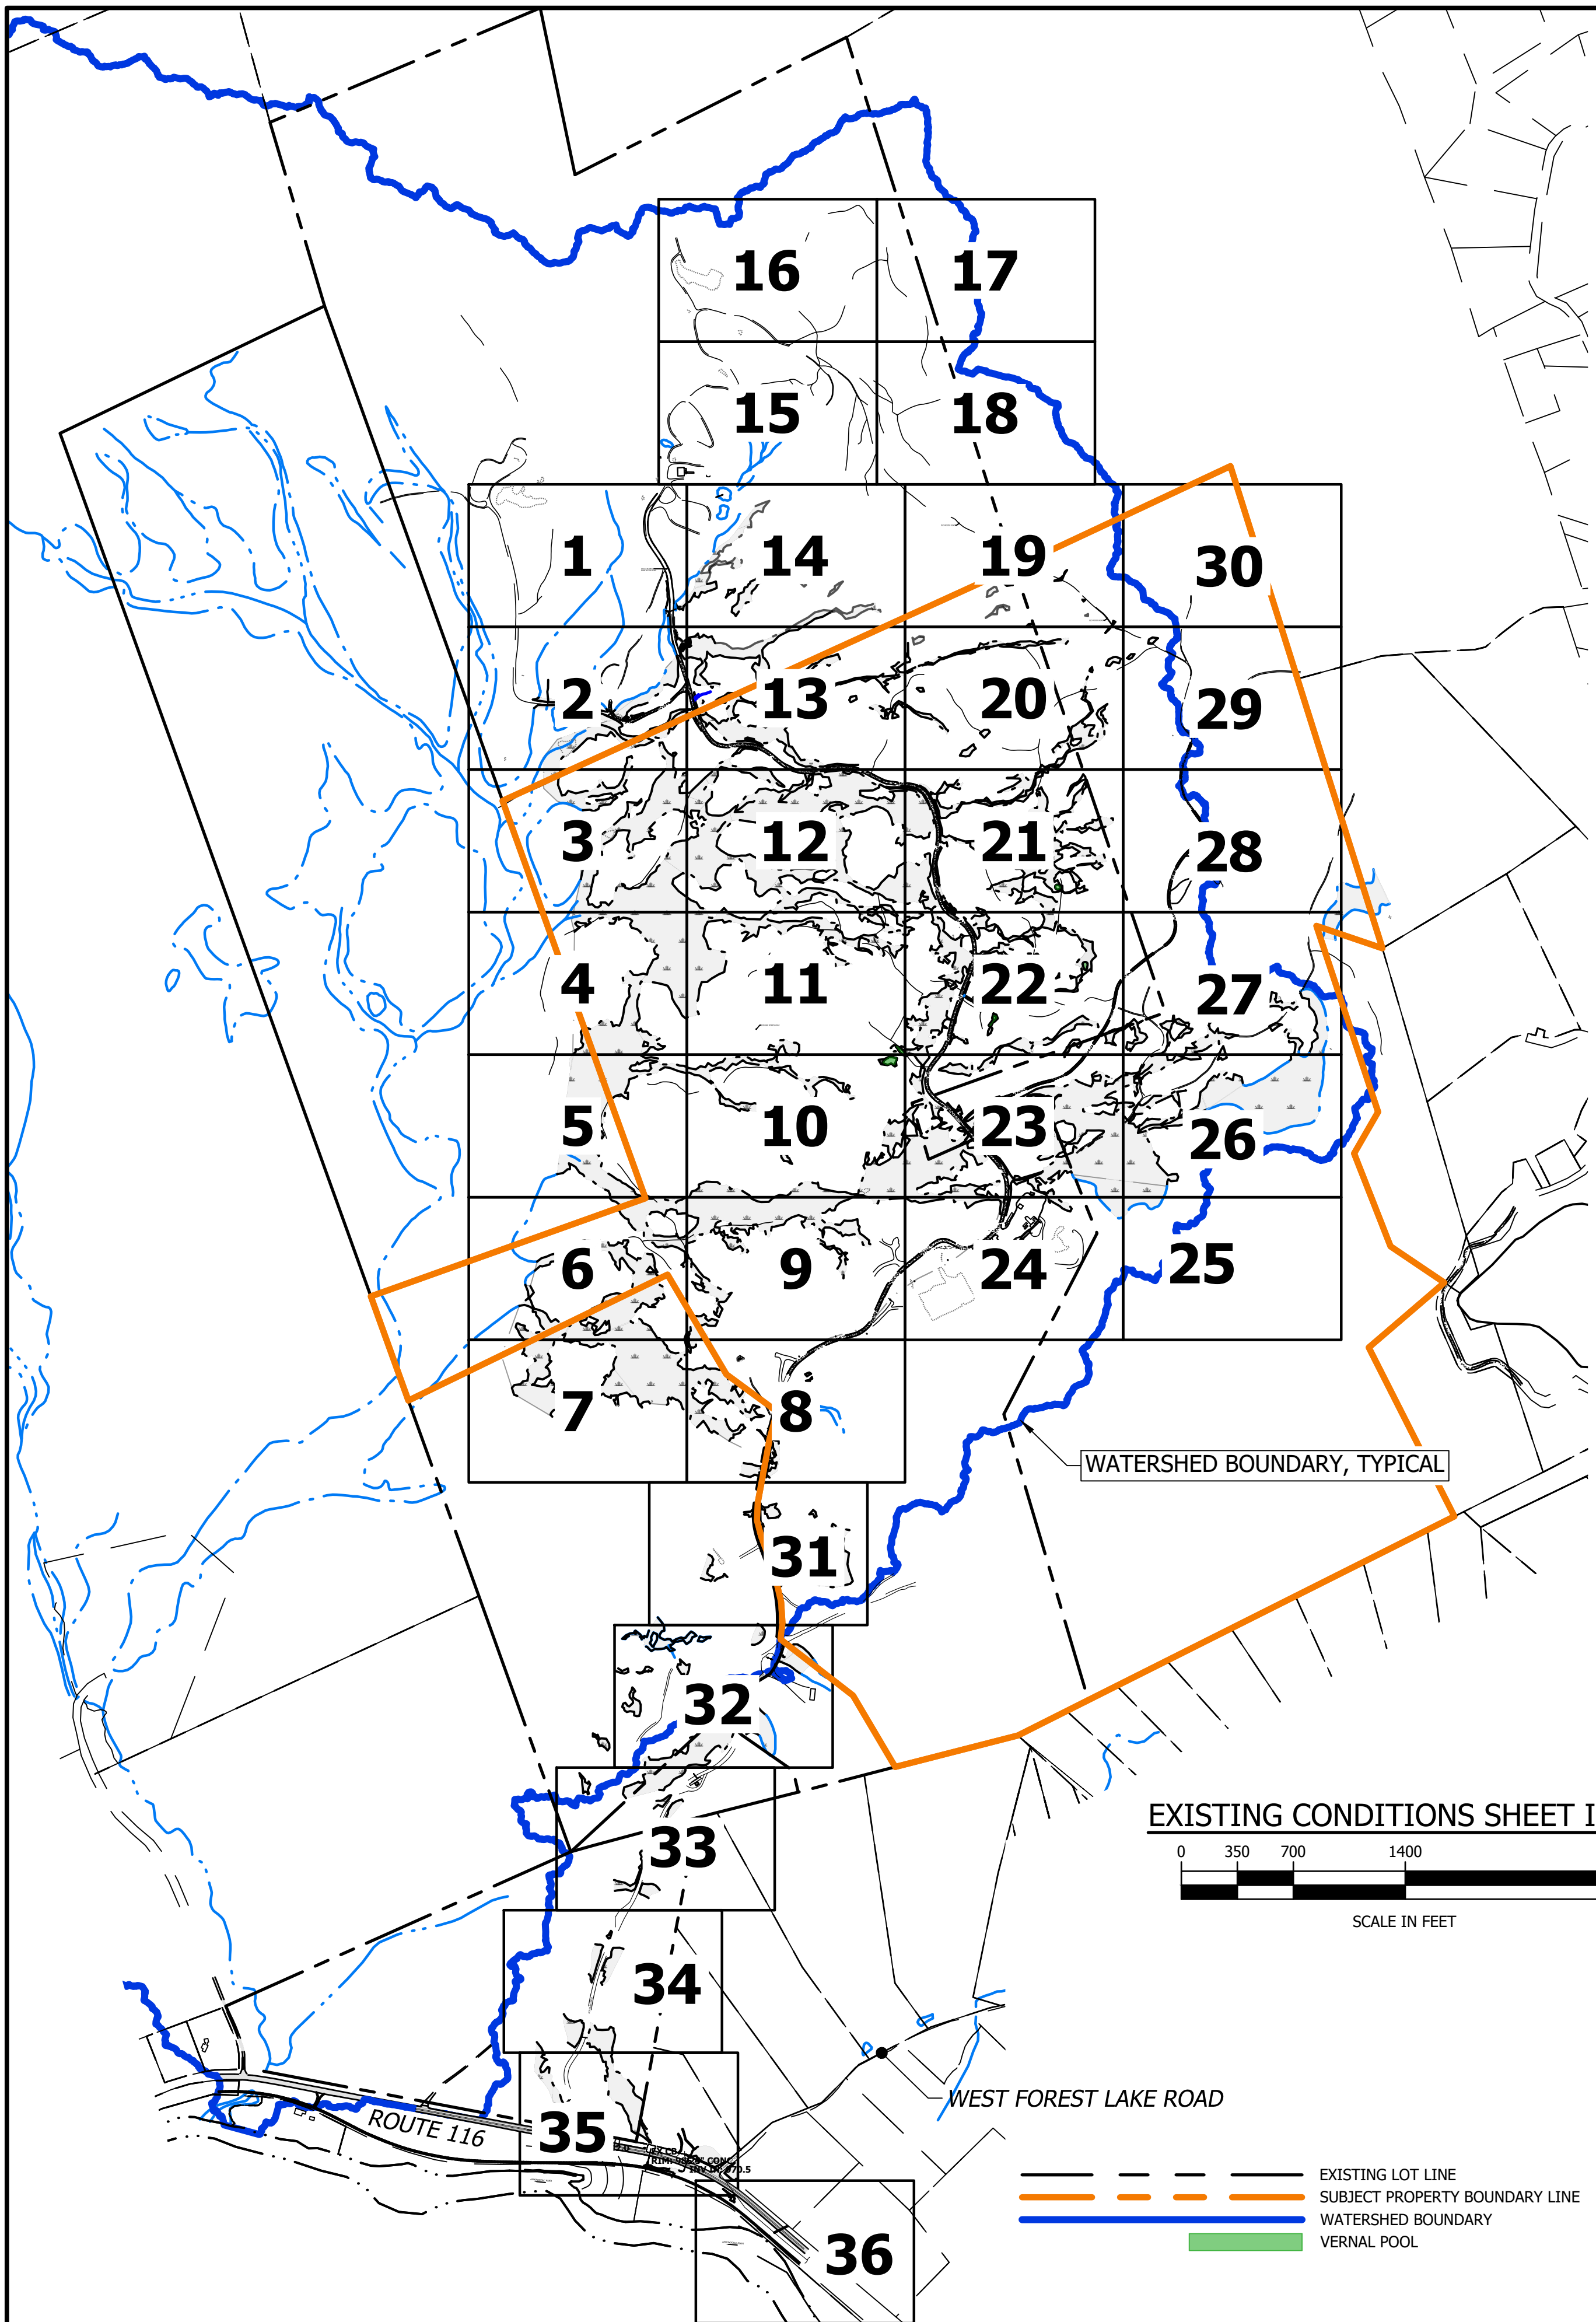 16 17
15 18
1 14 19 30
2 13 20 29
3 12 21 28
4 11 22 27
5 10 23 26
6 9 24 25
7 8
WATERSHED BOUNDARY, TYPICAL
31
32
EXISTING CONDITIONS SHEET
33
0 350 700 1400
SCALE IN FEET
34
WEST FOREST LAKE ROAD
ROUTE 116
35
EXISTING LOT LINE
SUBJECT PROPERTY BOUNDARY LINE
WATERSHED BOUNDARY
VERNAL POOL
36